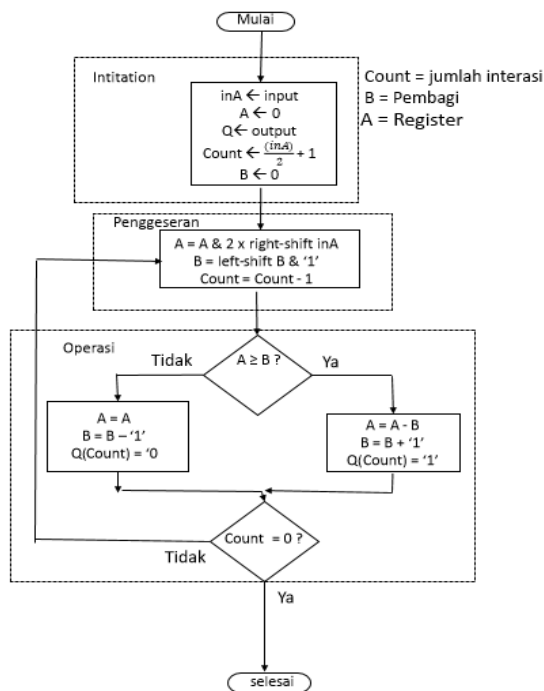 Mulai
Intitation
inA ← input
A ← 0
Q← output
Count ← (inA)/2 + 1
B ← 0
Count = jumlah interasi
B = Pembagi
A = Register
Penggeseran
A = A & 2 x right-shift inA
B = left-shift B & ‘1’
Count = Count - 1
Operasi
Tidak
A ≥ B ?
Ya
A = A
B = B – ‘1’
Q(Count) = ‘0
A = A - B
B = B + ‘1’
Q(Count) = ‘1’
Count = 0 ?
Tidak
Ya
selesai